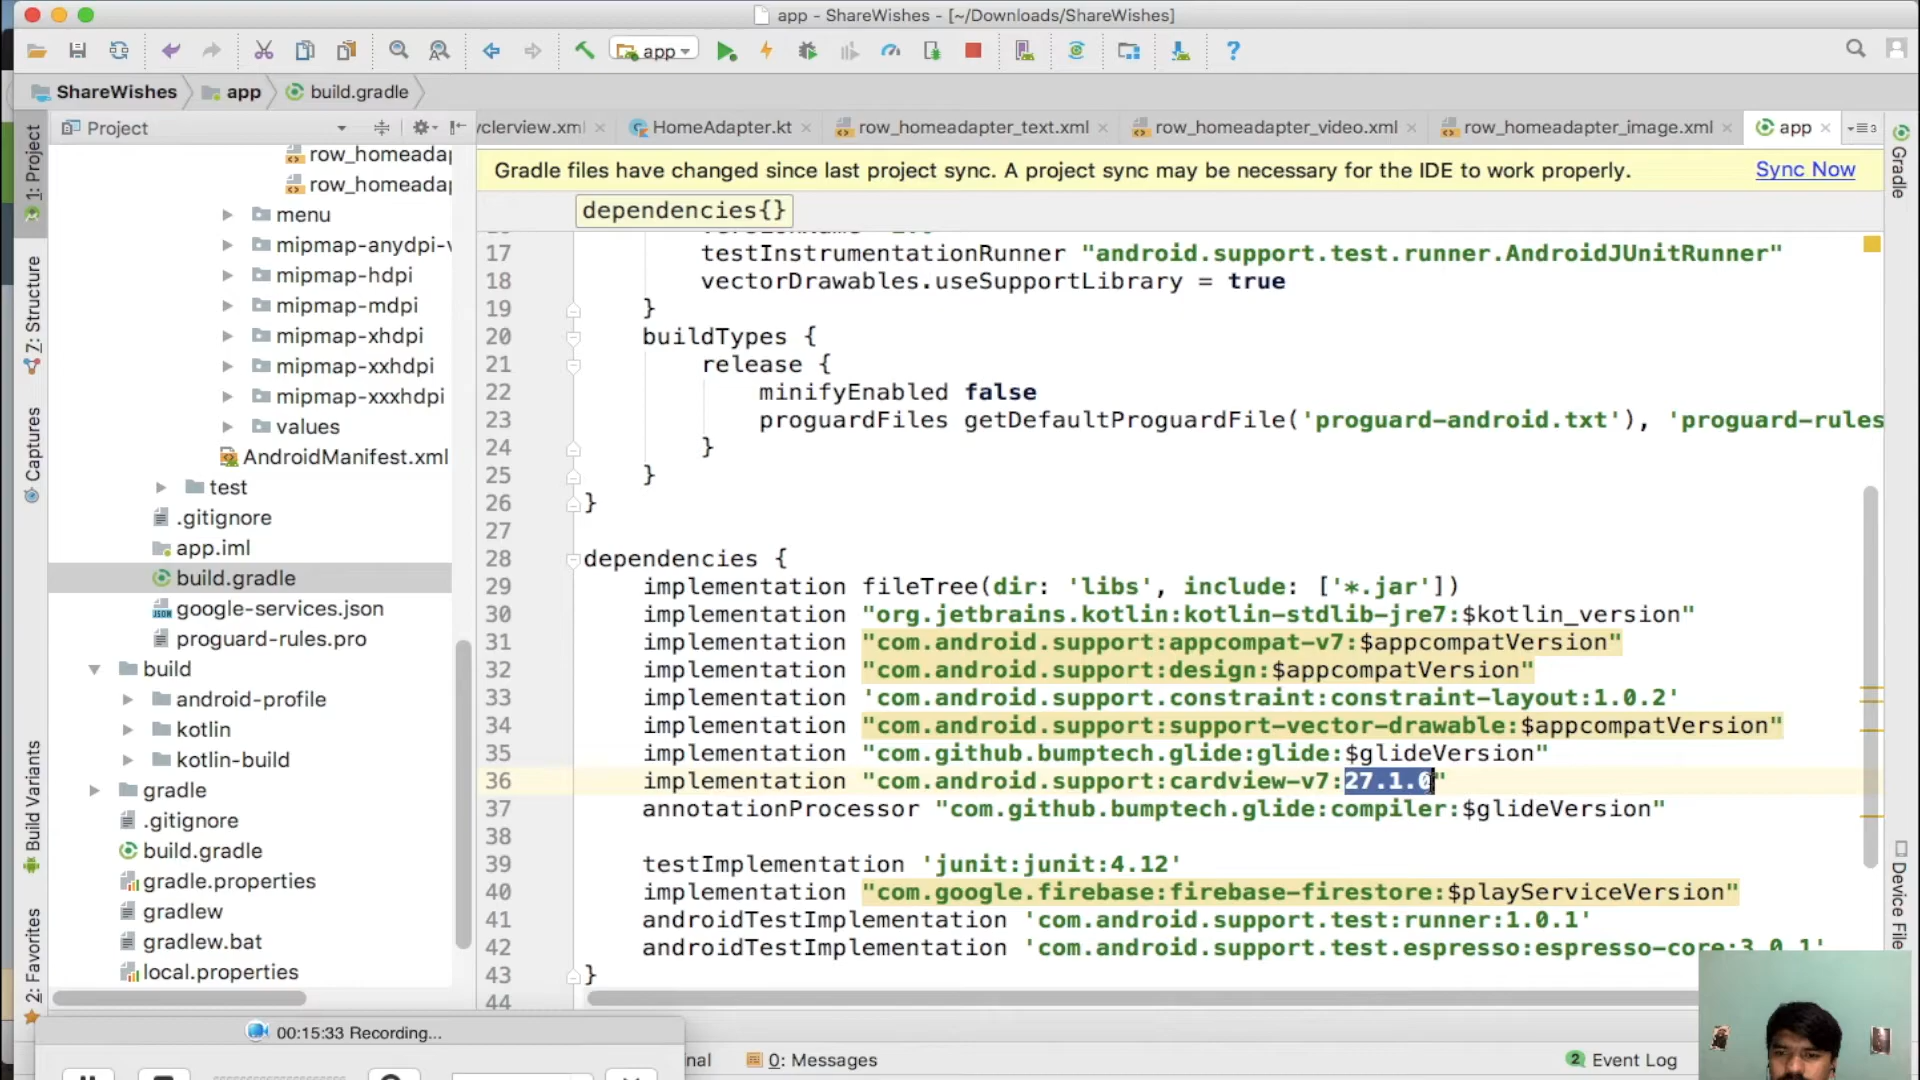 app - ShareWishes - [~/Downloads/ShareWishes]
app
ShareWishes app build.gradle
Project
yclerview.xml HomeAdapter.kt row_homeadapter_text.xml row_homeadapter_video.xml row_homeadapter_image.xml app
Gradle files have changed since last project sync. A project sync may be necessary for the IDE to work properly. Sync Now
dependencies{}
1: Project
Z: Structure
Captures
Build Variants
2: Favorites
row_homeadap
row_homeadap
menu
mipmap-anydpi-v
mipmap-hdpi
mipmap-mdpi
mipmap-xhdpi
mipmap-xxhdpi
mipmap-xxxhdpi
values
AndroidManifest.xml
test
.gitignore
app.iml
build.gradle
google-services.json
proguard-rules.pro
build
android-profile
kotlin
kotlin-build
gradle
.gitignore
build.gradle
gradle.properties
gradlew
gradlew.bat
local.properties
17 testInstrumentationRunner "android.support.test.runner.AndroidJUnitRunner"
18 vectorDrawables.useSupportLibrary = true
19 }
20 buildTypes {
21 release {
22 minifyEnabled false
23 proguardFiles getDefaultProguardFile('proguard-android.txt'), 'proguard-rules
24 }
25 }
26 }
27
28 dependencies {
29 implementation fileTree(dir: 'libs', include: ['*.jar'])
30 implementation "org.jetbrains.kotlin:kotlin-stdlib-jre7:$kotlin_version"
31 implementation "com.android.support:appcompat-v7:$appcompatVersion"
32 implementation "com.android.support:design:$appcompatVersion"
33 implementation 'com.android.support.constraint:constraint-layout:1.0.2'
34 implementation "com.android.support:support-vector-drawable:$appcompatVersion"
35 implementation "com.github.bumptech.glide:glide:$glideVersion"
36 implementation "com.android.support:cardview-v7:27.1.0"
37 annotationProcessor "com.github.bumptech.glide:compiler:$glideVersion"
38
39 testImplementation 'junit:junit:4.12'
40 implementation "com.google.firebase:firebase-firestore:$playServiceVersion"
41 androidTestImplementation 'com.android.support.test:runner:1.0.1'
42 androidTestImplementation 'com.android.support.test.espresso:espresso-core:3.0.1'
43 }
44
Gradle
Device File
00:15:33 Recording...
nal 0: Messages 2 Event Log